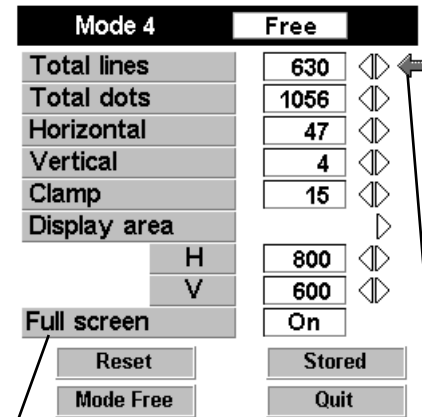 Mode 4 Free
Total lines 630
Total dots 1056
Horizontal 47
Vertical 4
Clamp 15
Display area
H 800
V 600
Full screen On
Reset Stored
Mode Free Quit